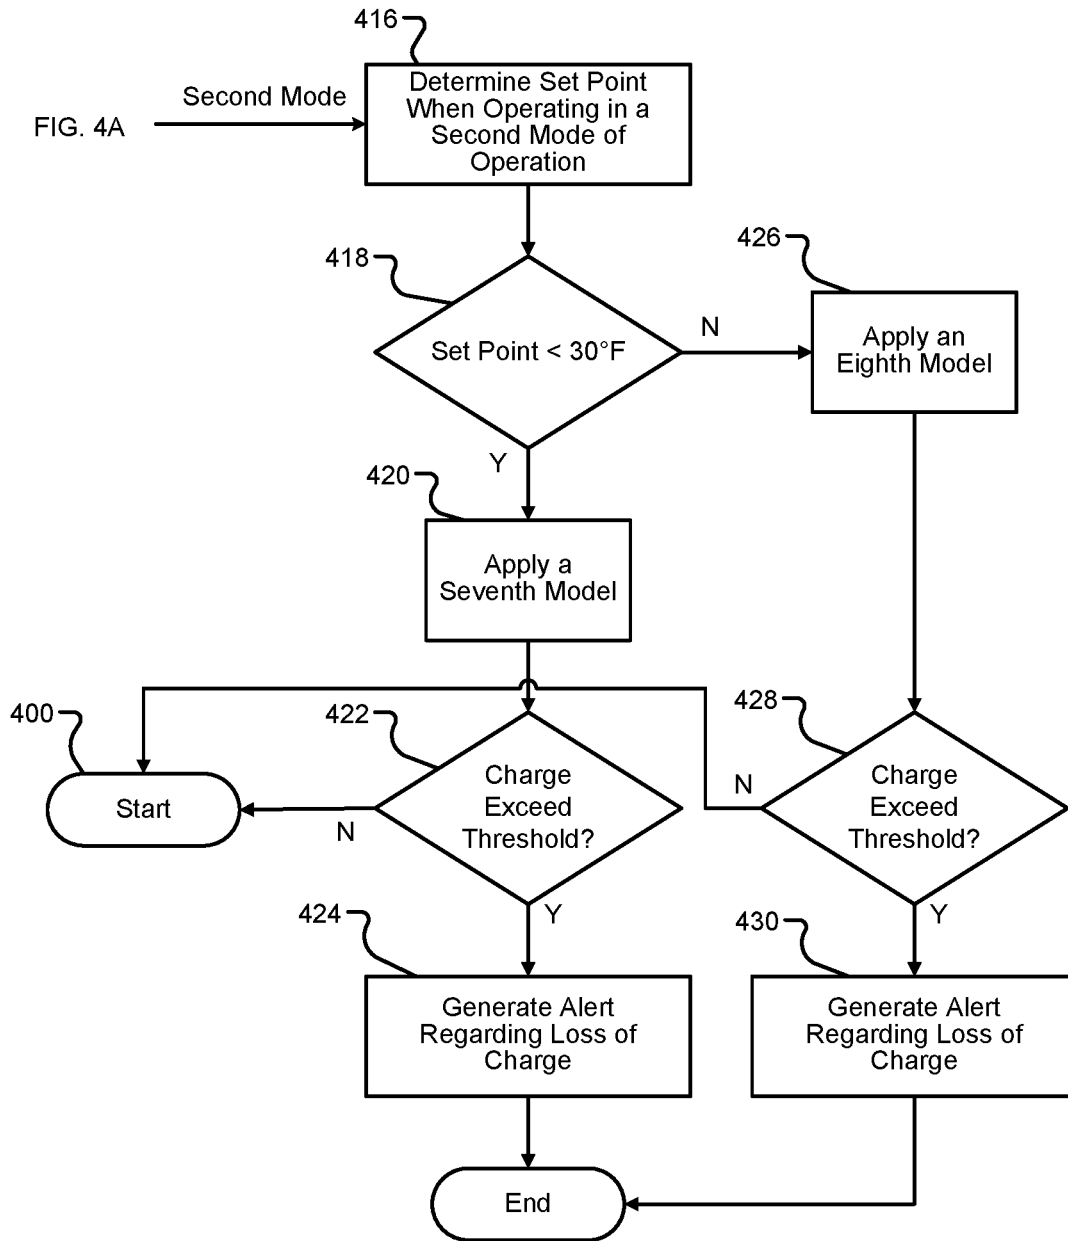 416
Determine Set Point
When Operating in a
Second Mode of
Operation
Second Mode
FIG. 4A
418
Set Point < 30°F
N
Y
426
Apply an
Eighth Model
420
Apply a
Seventh Model
400
Start
422
Charge
Exceed
Threshold?
N
Y
428
Charge
Exceed
Threshold?
N
Y
424
Generate Alert
Regarding Loss of
Charge
430
Generate Alert
Regarding Loss of
Charge
End